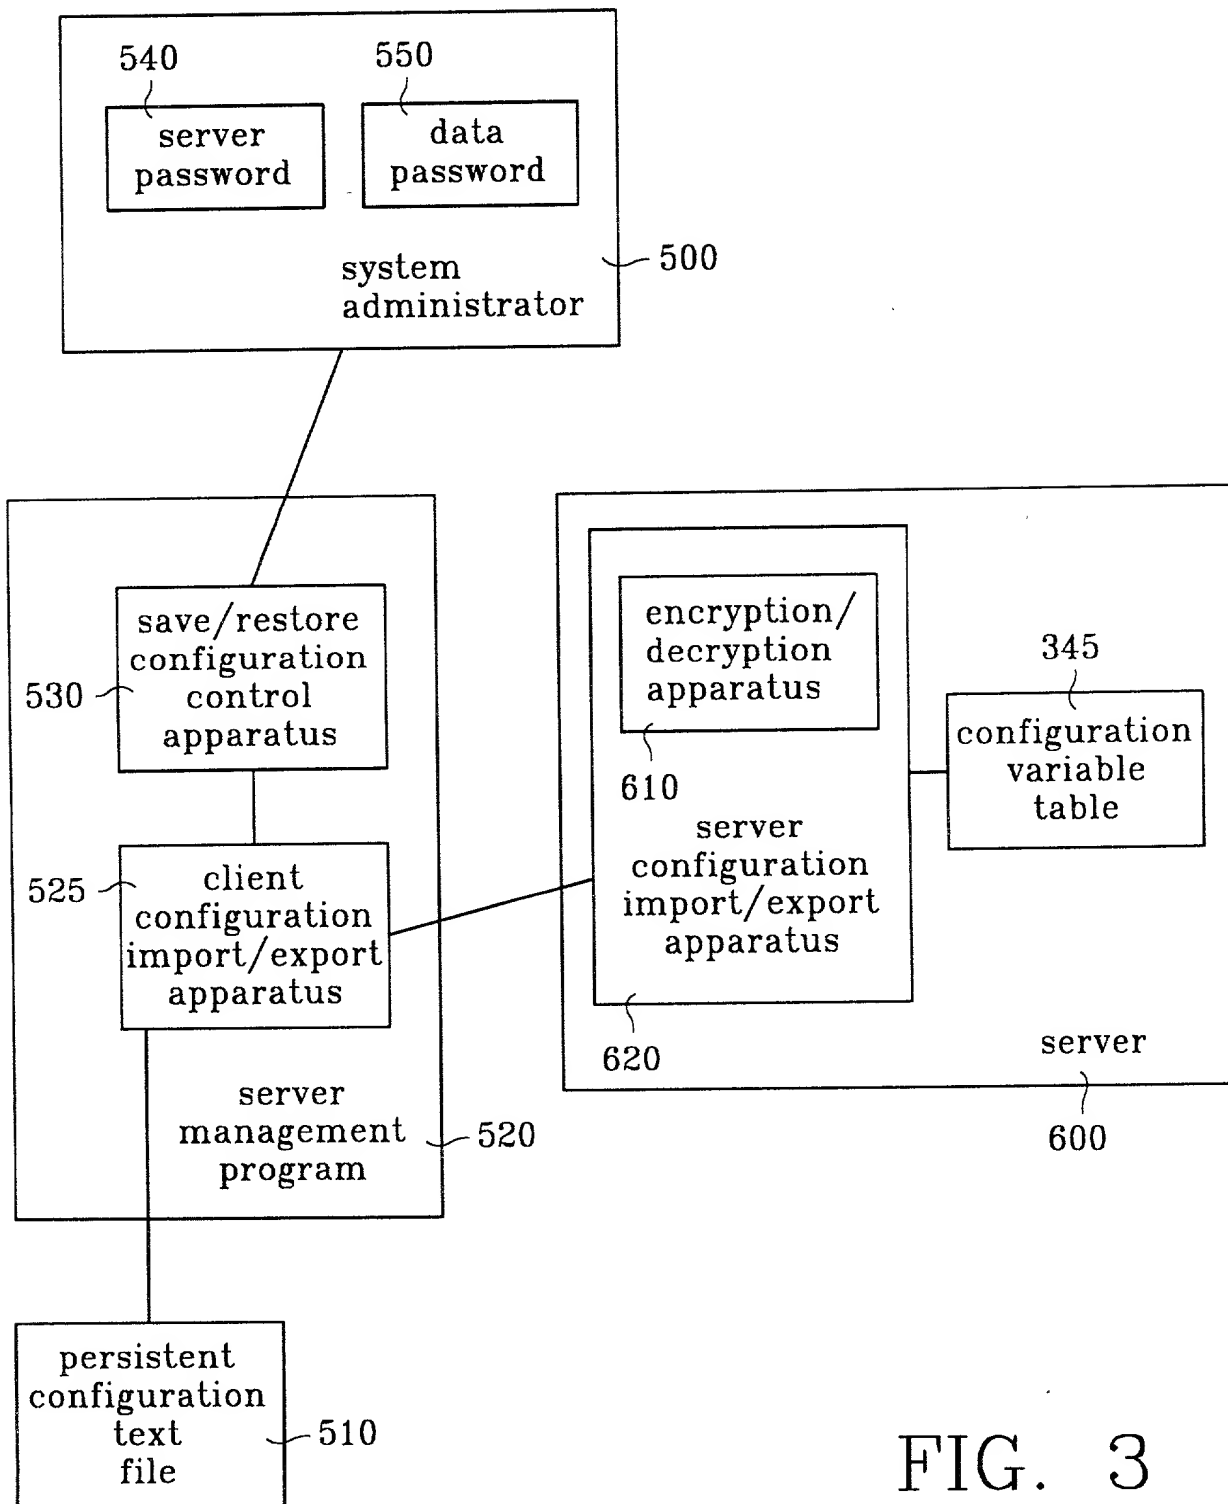 540
550
server
password
data
password
system
administrator
500
save/restore
configuration
control
apparatus
530
client
configuration
import/export
apparatus
525
server
management
program
520
encryption/
decryption
apparatus
610
server
configuration
import/export
apparatus
620
345
configuration
variable
table
server
600
persistent
configuration
text
file
510
FIG. 3